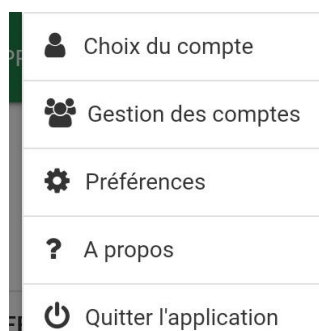 Choix du compte
Gestion des comptes
Préférences
? A propos
Quitter l'application